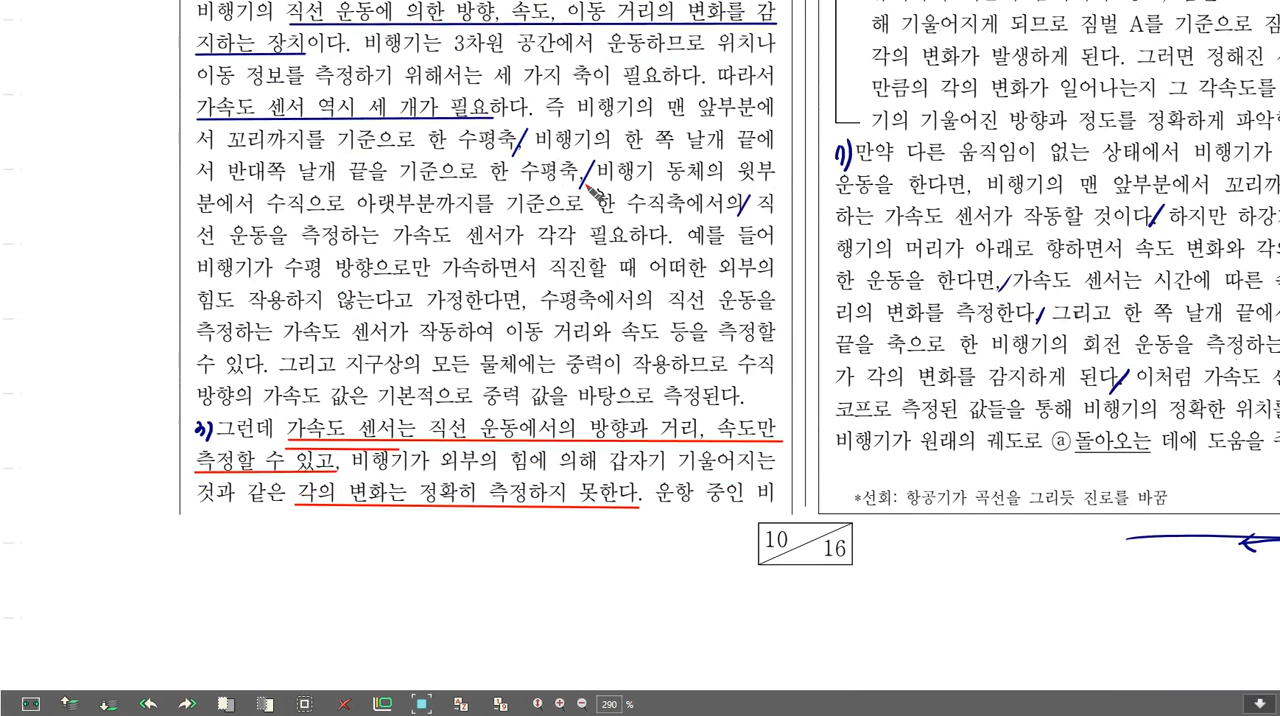 비행기의 직선 운동에 의한 방향, 속도, 이동 거리의 변화를 감
지하는 장치이다. 비행기는 3차원 공간에서 운동하므로 위치나
이동 정보를 측정하기 위해서는 세 가지 축이 필요하다. 따라서
가속도 센서 역시 세 개가 필요하다. 즉 비행기의 맨 앞부분에
서 꼬리까지를 기준으로 한 수평축, 비행기의 한 쪽 날개 끝에
서 반대쪽 날개 끝을 기준으로 한 수평축, 비행기 동체의 윗부
분에서 수직으로 아랫부분까지를 기준으로 한 수직축에서의 직
선 운동을 측정하는 가속도 센서가 각각 필요하다. 예를 들어
비행기가 수평 방향으로만 가속하면서 직진할 때 어떠한 외부의
힘도 작용하지 않는다고 가정한다면, 수평축에서의 직선 운동을
측정하는 가속도 센서가 작동하여 이동 거리와 속도 등을 측정할
수 있다. 그리고 지구상의 모든 물체에는 중력이 작용하므로 수직
방향의 가속도 값은 기본적으로 중력 값을 바탕으로 측정된다.
3) 그런데 가속도 센서는 직선 운동에서의 방향과 거리, 속도만
측정할 수 있고, 비행기가 외부의 힘에 의해 갑자기 기울어지는
것과 같은 각의 변화는 정확히 측정하지 못한다. 운항 중인 비
해 기울어지게 되므로 짐벌 A를 기준으로 짐
각의 변화가 발생하게 된다. 그러면 정해진
만큼의 각의 변화가 일어나는지 그 각속도를
기의 기울어진 방향과 정도를 정확하게 파악
7) 만약 다른 움직임이 없는 상태에서 비행기가
운동을 한다면, 비행기의 맨 앞부분에서 꼬리
하는 가속도 센서가 작동할 것이다. 하지만 하강
행기의 머리가 아래로 향하면서 속도 변화와 각
한 운동을 한다면, 가속도 센서는 시간에 따른
리의 변화를 측정한다. 그리고 한 쪽 날개 끝에
끝을 축으로 한 비행기의 회전 운동을 측정하는
가 각의 변화를 감지하게 된다. 이처럼 가속도
코프로 측정된 값들을 통해 비행기의 정확한 위치
비행기가 원래의 궤도로 ⓐ돌아오는 데에 도움을
*선회: 항공기가 곡선을 그리듯 진로를 바꿈
10 16
290 %